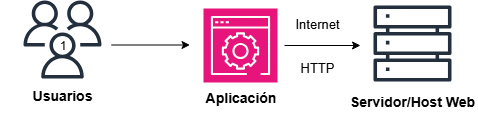 1
Usuarios
Aplicación
Internet
HTTP
Servidor/Host Web